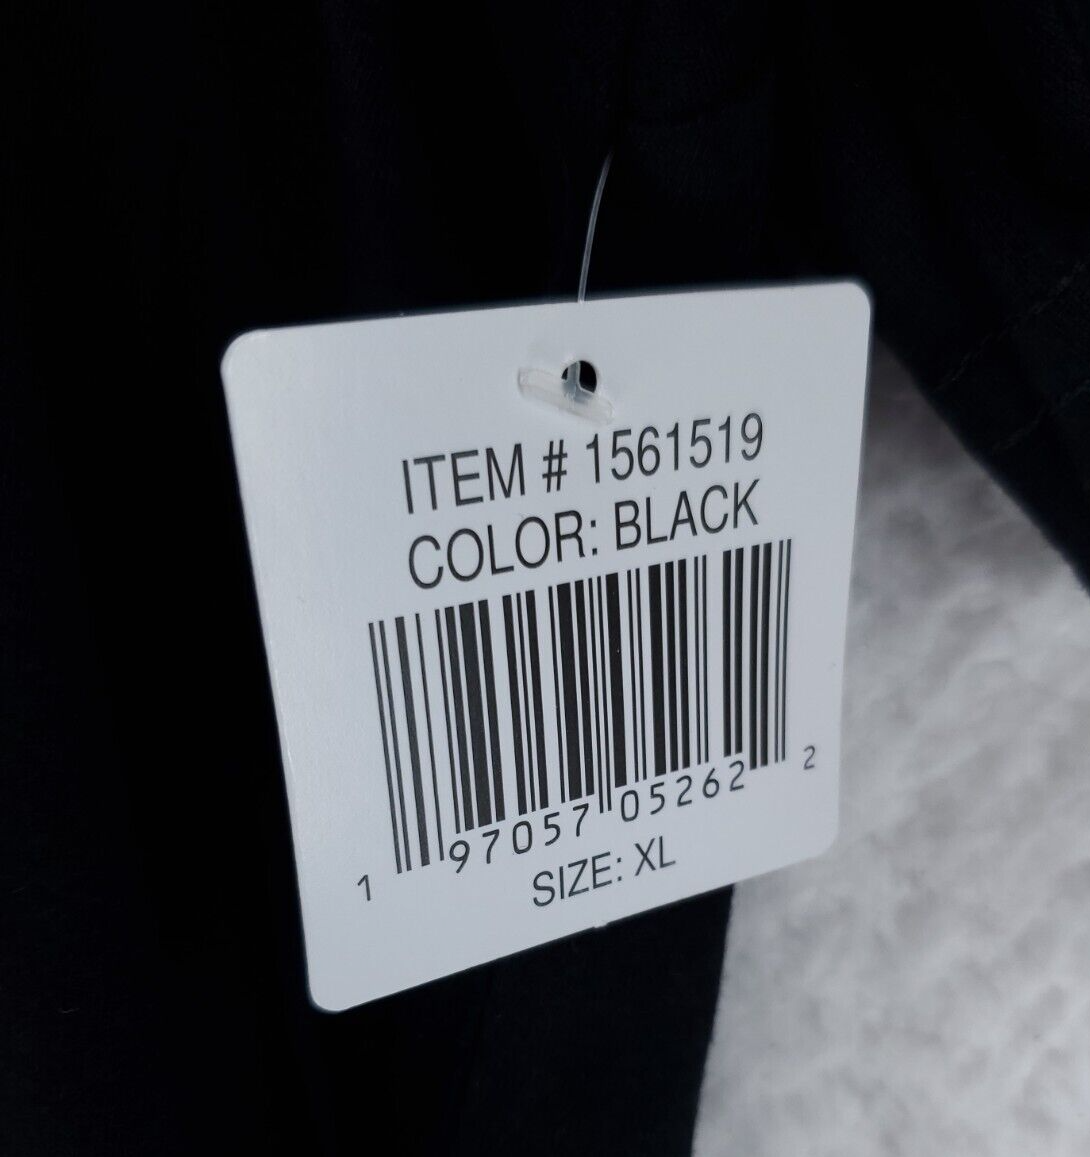 ITEM # 1561519
COLOR: BLACK
1 97057 05262 2
SIZE: XL